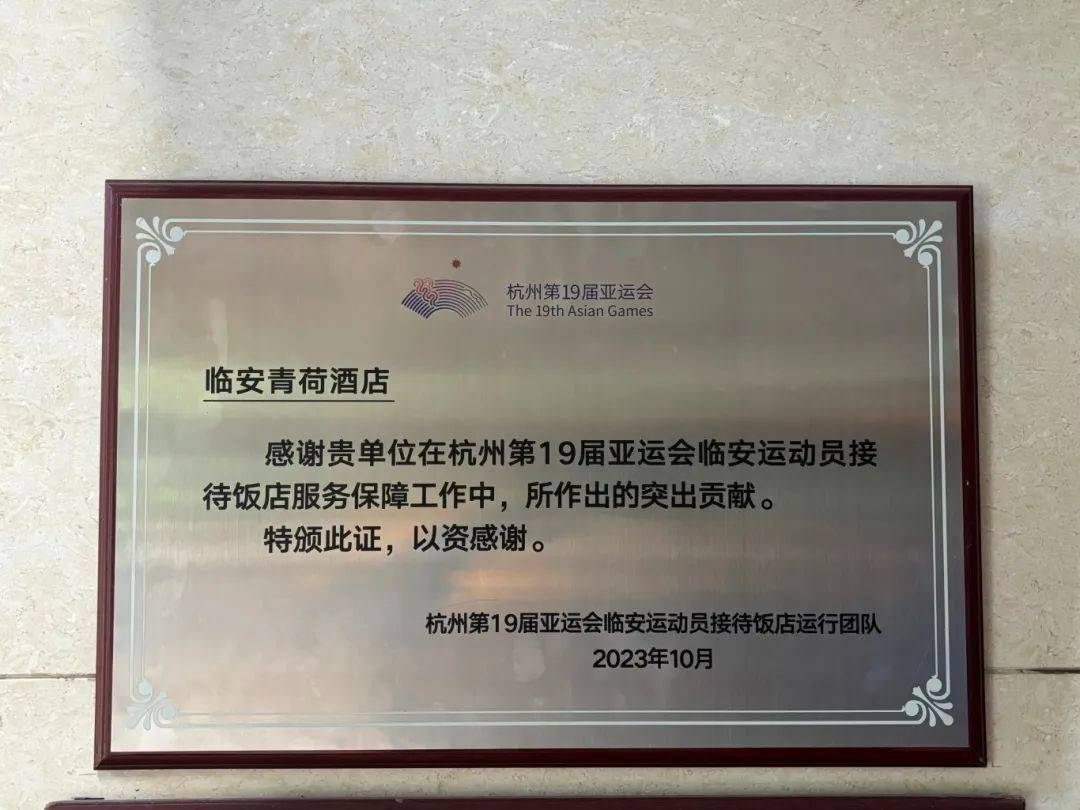 杭州第19届亚运会
The 19th Asian Games
临安青荷酒店
感谢贵单位在杭州第19届亚运会临安运动员接
待饭店服务保障工作中，所作出的突出贡献。
特颁此证，以资感谢。
杭州第19届亚运会临安运动员接待饭店运行团队
2023年10月